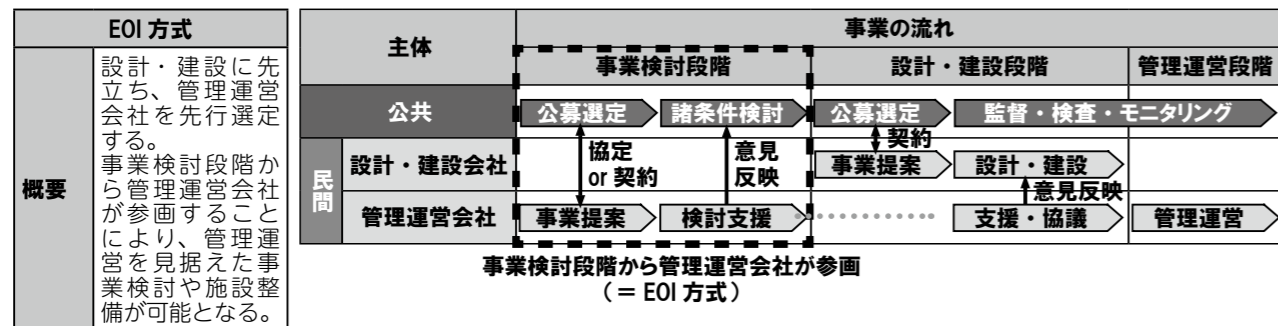 EOI 方式
概要
設計・建設に先
立ち、管理運営
会社を先行選定
する。
事業検討段階か
ら管理運営会社
が参画すること
により、管理運
営を見据えた事
業検討や施設整
備が可能となる。
主体
事業の流れ
事業検討段階
設計・建設段階
管理運営段階
公共
公募選定
諸条件検討
公募選定
監督・検査・モニタリング
民間
設計・建設会社
協定
or 契約
意見
反映
契約
事業提案
設計・建設
意見反映
管理運営会社
事業提案
検討支援
支援・協議
管理運営
事業検討段階から管理運営会社が参画
（＝ EOI 方式）